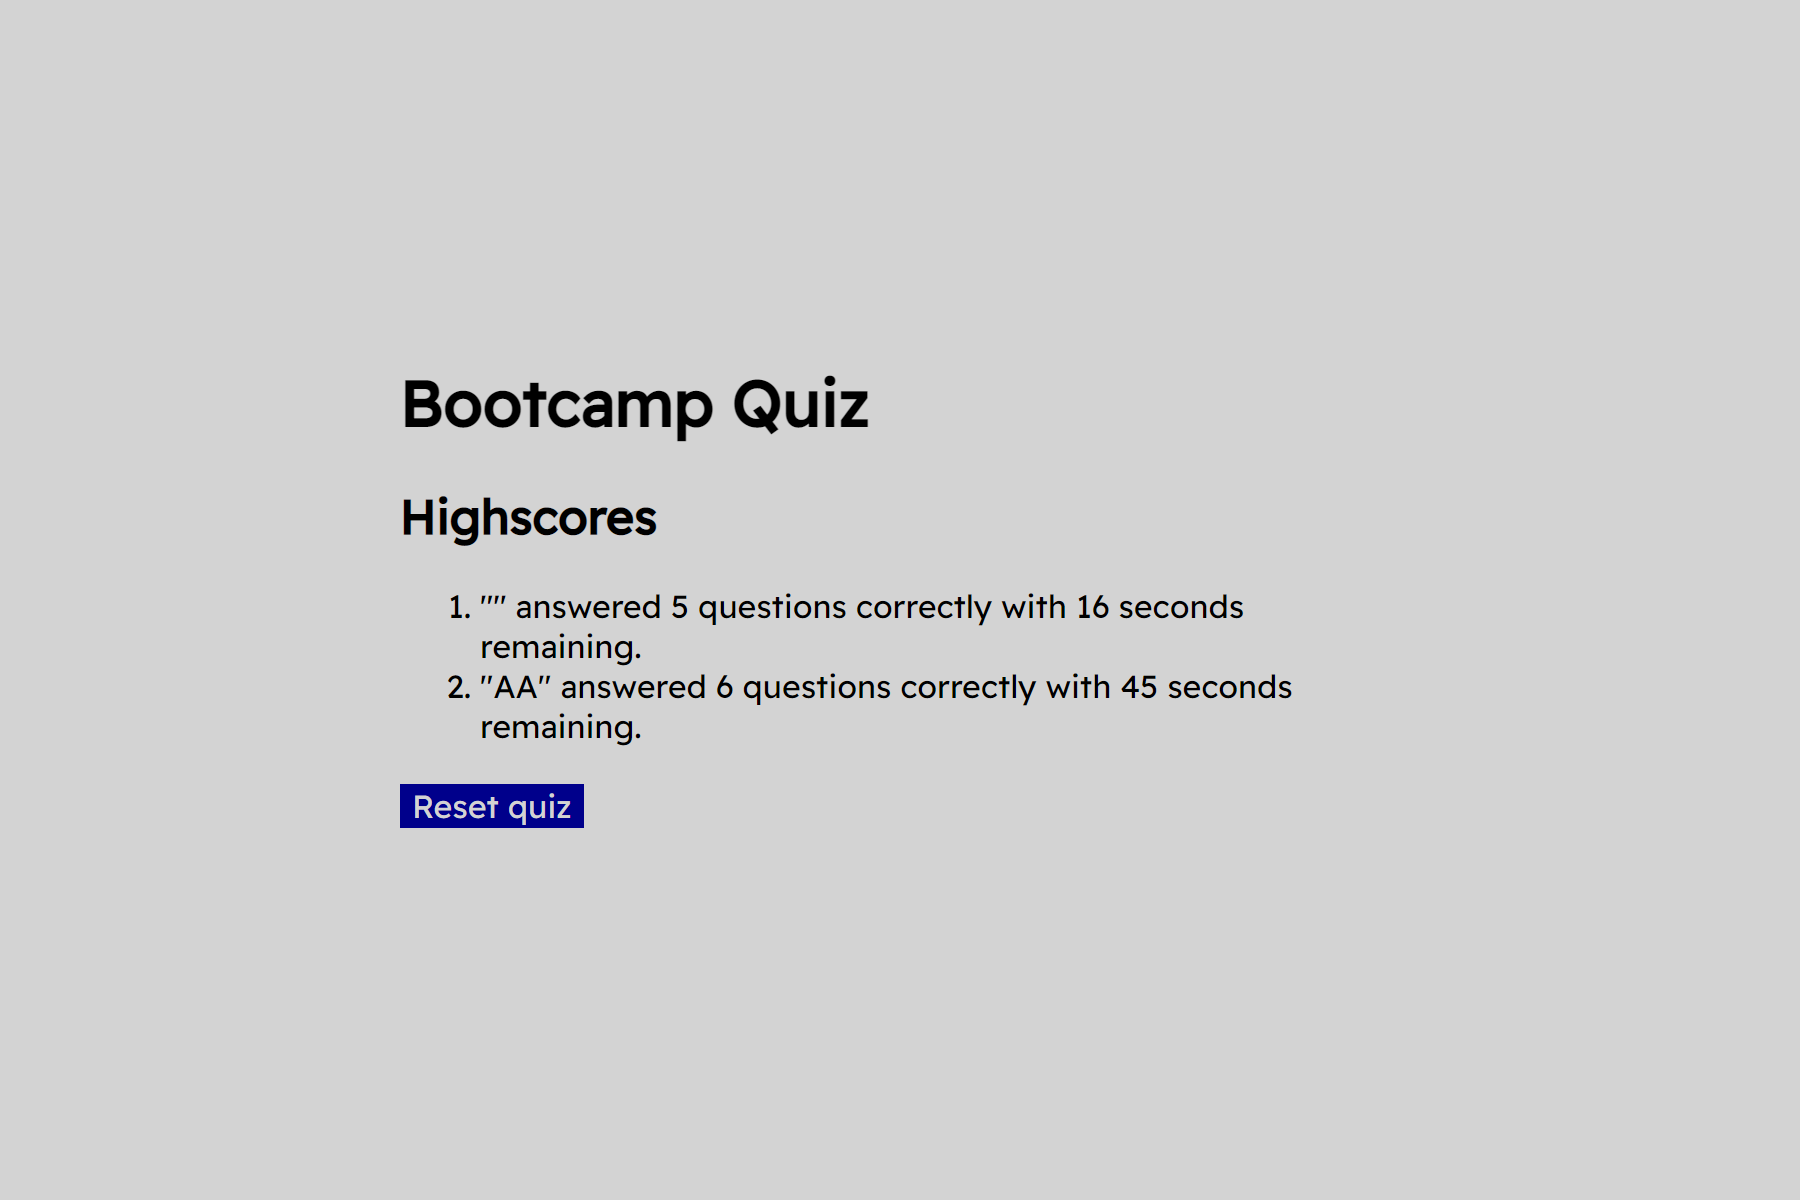 Bootcamp Quiz
Highscores
1. "" answered 5 questions correctly with 16 seconds
remaining.
2. "AA" answered 6 questions correctly with 45 seconds
remaining.
Reset quiz